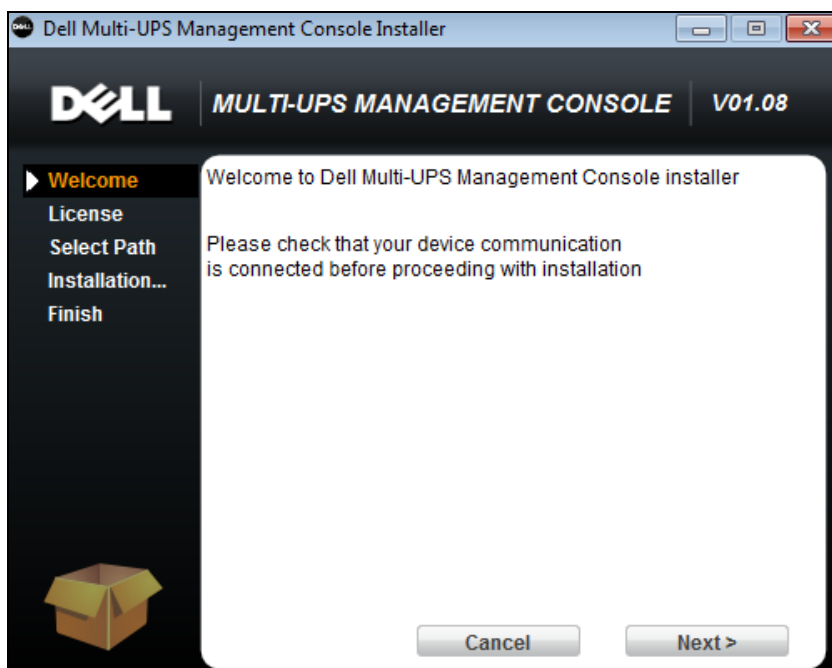 Dell Multi-UPS Management Console Installer
DELL MULTI-UPS MANAGEMENT CONSOLE V01.08
Welcome
License
Select Path
Installation...
Finish
Welcome to Dell Multi-UPS Management Console installer
Please check that your device communication
is connected before proceeding with installation
Cancel Next >